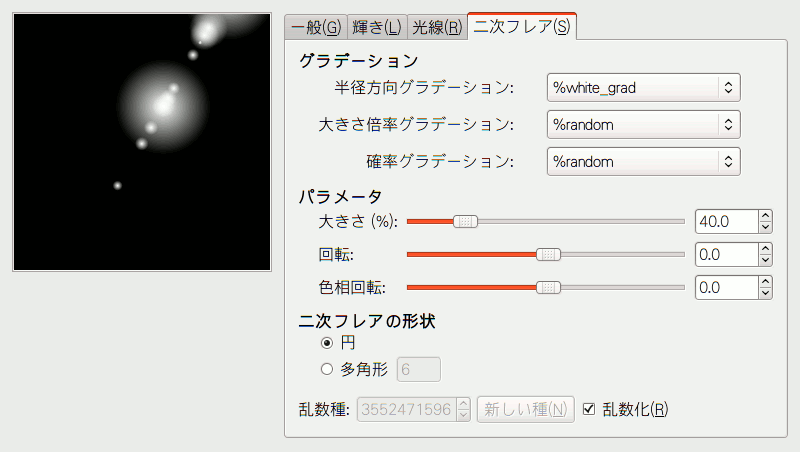 一般(G) 輝き(L) 光線(R) 二次フレア(S)
グラデーション
半径方向グラデーション: %white_grad
大きさ倍率グラデーション: %random
確率グラデーション: %random
パラメータ
大きさ (%): 40.0
回転: 0.0
色相回転: 0.0
二次フレアの形状
円
多角形 6
乱数種: 3552471596 新しい種(N) 乱数化(R)